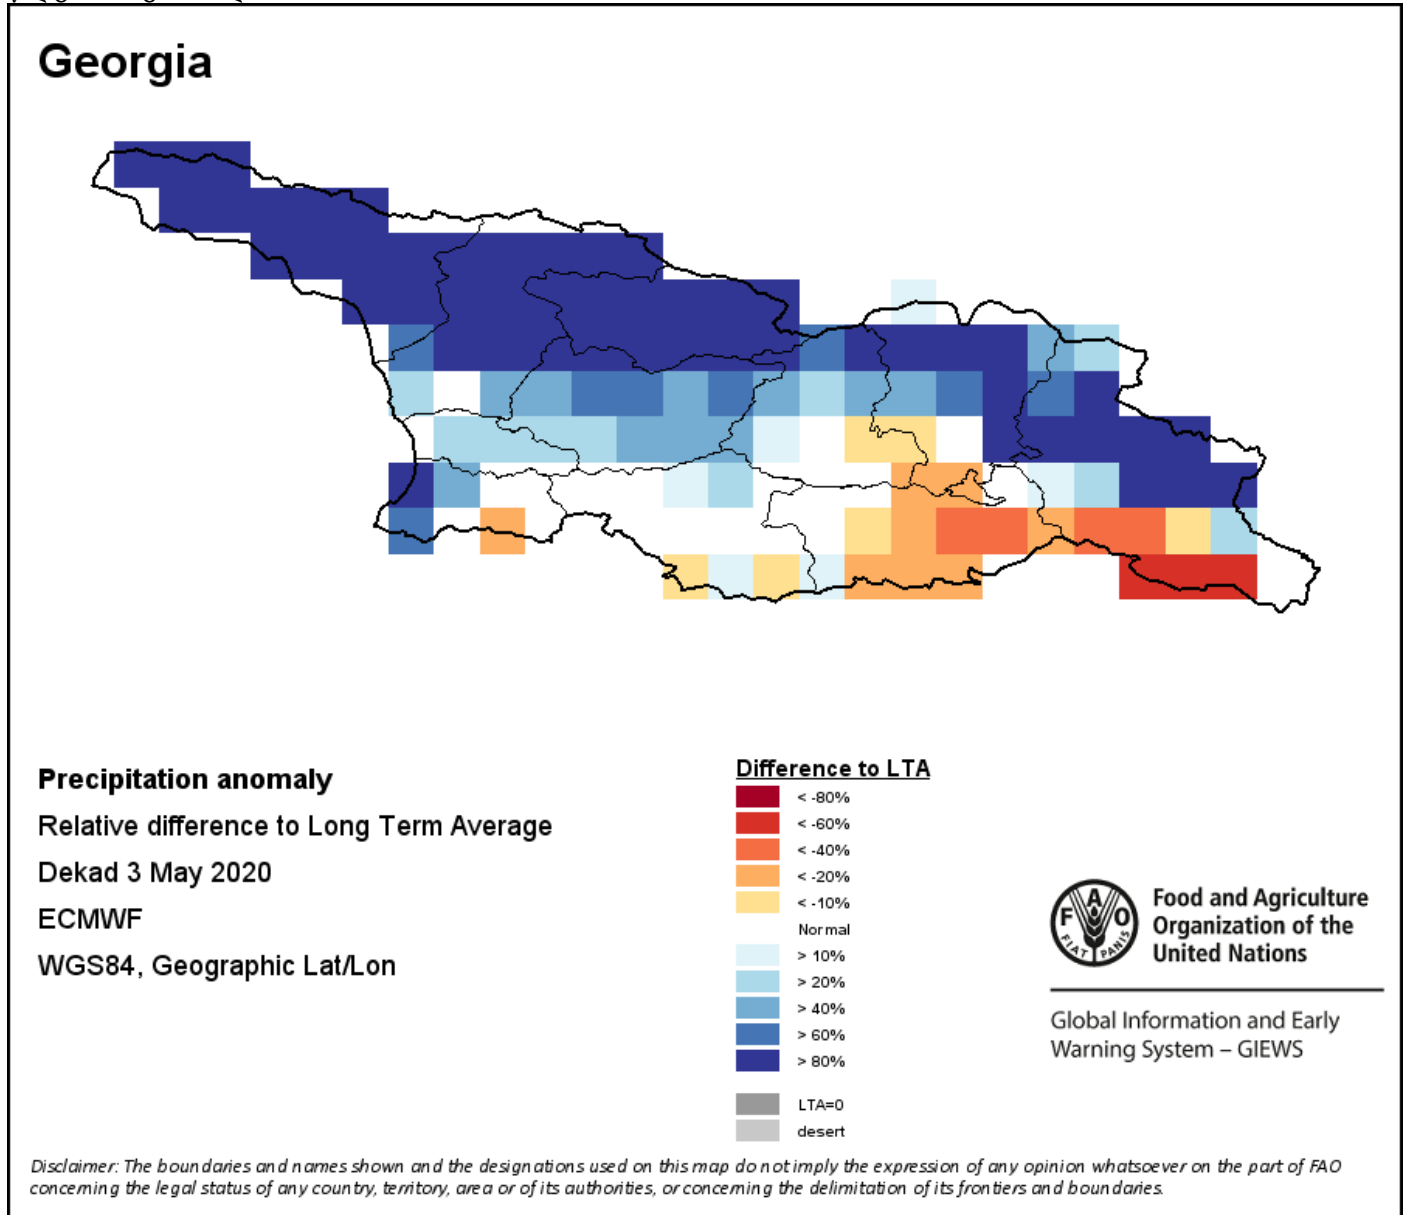 Georgia
Precipitation anomaly
Relative difference to Long Term Average
Dekad 3 May 2020
ECMWF
WGS84, Geographic Lat/Lon
Difference to LTA
< -80%
< -60%
< -40%
< -20%
< -10%
Normal
> 10%
> 20%
> 40%
> 60%
> 80%
LTA=0
desert
F A O
FIAT PANIS
Food and Agriculture
Organization of the
United Nations
Global Information and Early
Warning System – GIEWS
Disclaimer: The boundaries and names shown and the designations used on this map do not imply the expression of any opinion whatsoever on the part of FAO
concerning the legal status of any country, territory, area or of its authorities, or concerning the delimitation of its frontiers and boundaries.